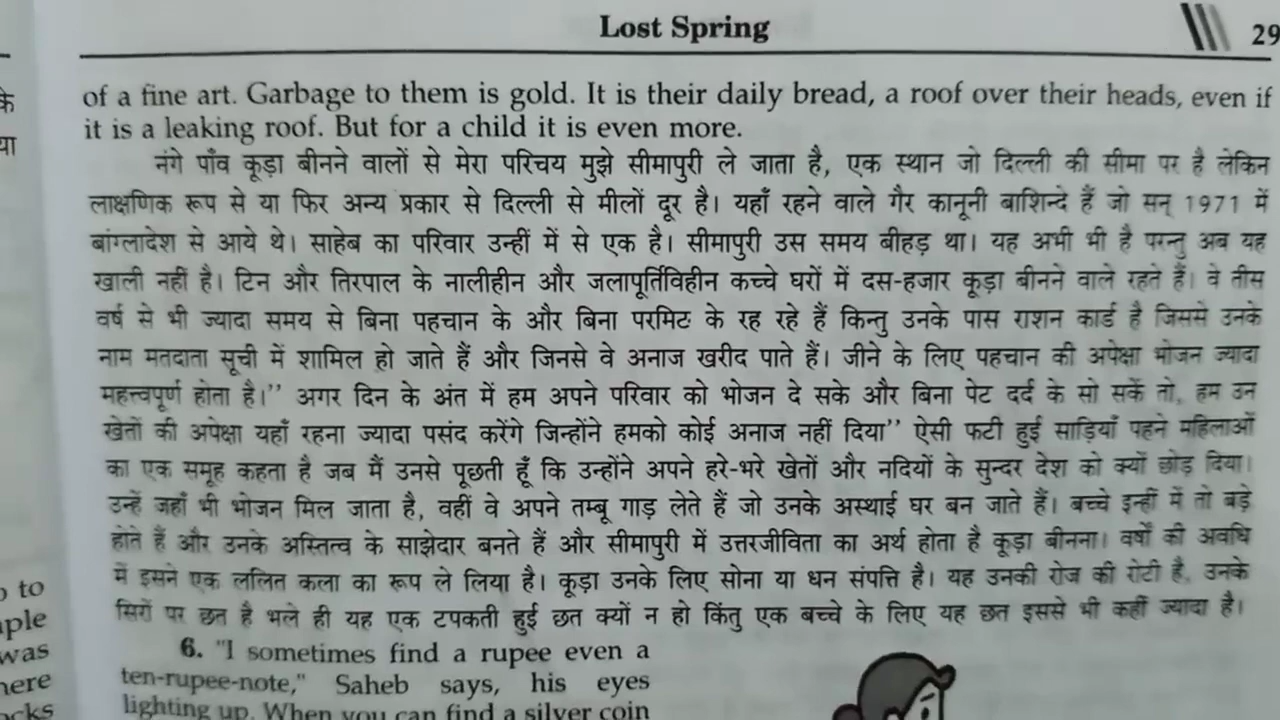 Lost Spring 29
of a fine art. Garbage to them is gold. It is their daily bread, a roof over their heads, even if
it is a leaking roof. But for a child it is even more.
नंगे पाँव कूड़ा बीनने वालों से मेरा परिचय मुझे सीमापुरी ले जाता है, एक स्थान जो दिल्ली की सीमा पर है लेकिन
लाक्षणिक रूप से या फिर अन्य प्रकार से दिल्ली से मीलों दूर है। यहाँ रहने वाले गैर कानूनी बाशिन्दे हैं जो सन् 1971 में
बांग्लादेश से आये थे। साहेब का परिवार उन्हीं में से एक है। सीमापुरी उस समय बीहड़ था। यह अभी भी है परन्तु अब यह
खाली नहीं है। टिन और तिरपाल के नालीहीन और जलापूर्तिविहीन कच्चे घरों में दस-हजार कूड़ा बीनने वाले रहते हैं। वे तीस
वर्ष से भी ज्यादा समय से बिना पहचान के और बिना परमिट के रह रहे हैं किन्तु उनके पास राशन कार्ड है जिससे उनके
नाम मतदाता सूची में शामिल हो जाते हैं और जिनसे वे अनाज खरीद पाते हैं। जीने के लिए पहचान की अपेक्षा भोजन ज्यादा
महत्त्वपूर्ण होता है।" अगर दिन के अंत में हम अपने परिवार को भोजन दे सके और बिना पेट दर्द के सो सकें तो, हम उन
खेतों की अपेक्षा यहाँ रहना ज्यादा पसंद करेंगे जिन्होंने हमको कोई अनाज नहीं दिया" ऐसी फटी हुई साड़ियाँ पहने महिलाओं
का एक समूह कहता है जब मैं उनसे पूछती हूँ कि उन्होंने अपने हरे-भरे खेतों और नदियों के सुन्दर देश को क्यों छोड़ दिया।
उन्हें जहाँ भी भोजन मिल जाता है, वहीं वे अपने तम्बू गाड़ लेते हैं जो उनके अस्थाई घर बन जाते हैं। बच्चे इन्हीं में तो बड़े
होते हैं और उनके अस्तित्व के साझेदार बनते हैं और सीमापुरी में उत्तरजीविता का अर्थ होता है कूड़ा बीनना। वर्षों की अवधि
में इसने एक ललित कला का रूप ले लिया है। कूड़ा उनके लिए सोना या धन संपत्ति है। यह उनकी रोज की रोटी है, उनके
सिरों पर छत है भले ही यह एक टपकती हुई छत क्यों न हो किंतु एक बच्चे के लिए यह छत इससे भी कहीं ज्यादा है।
6. "I sometimes find a rupee even a
ten-rupee-note," Saheb says, his eyes
lighting up. When you can find a silver coin
के
या
to
was